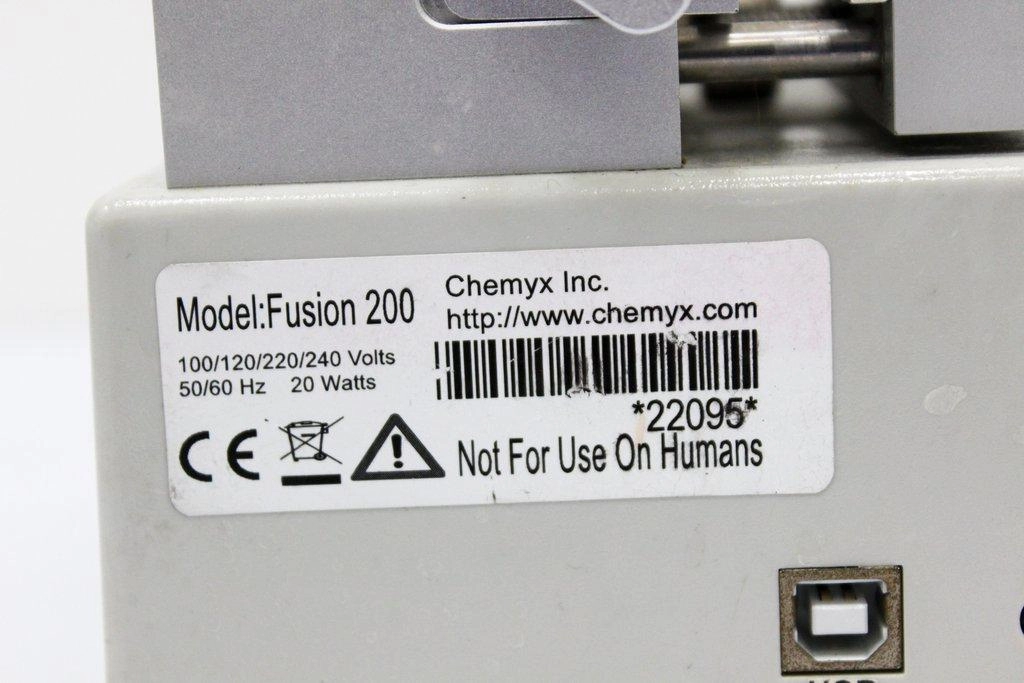 Model:Fusion 200
100/120/220/240 Volts
50/60 Hz 20 Watts
Chemyx Inc.
http://www.chemyx.com
*22095*
CE
Not For Use On Humans